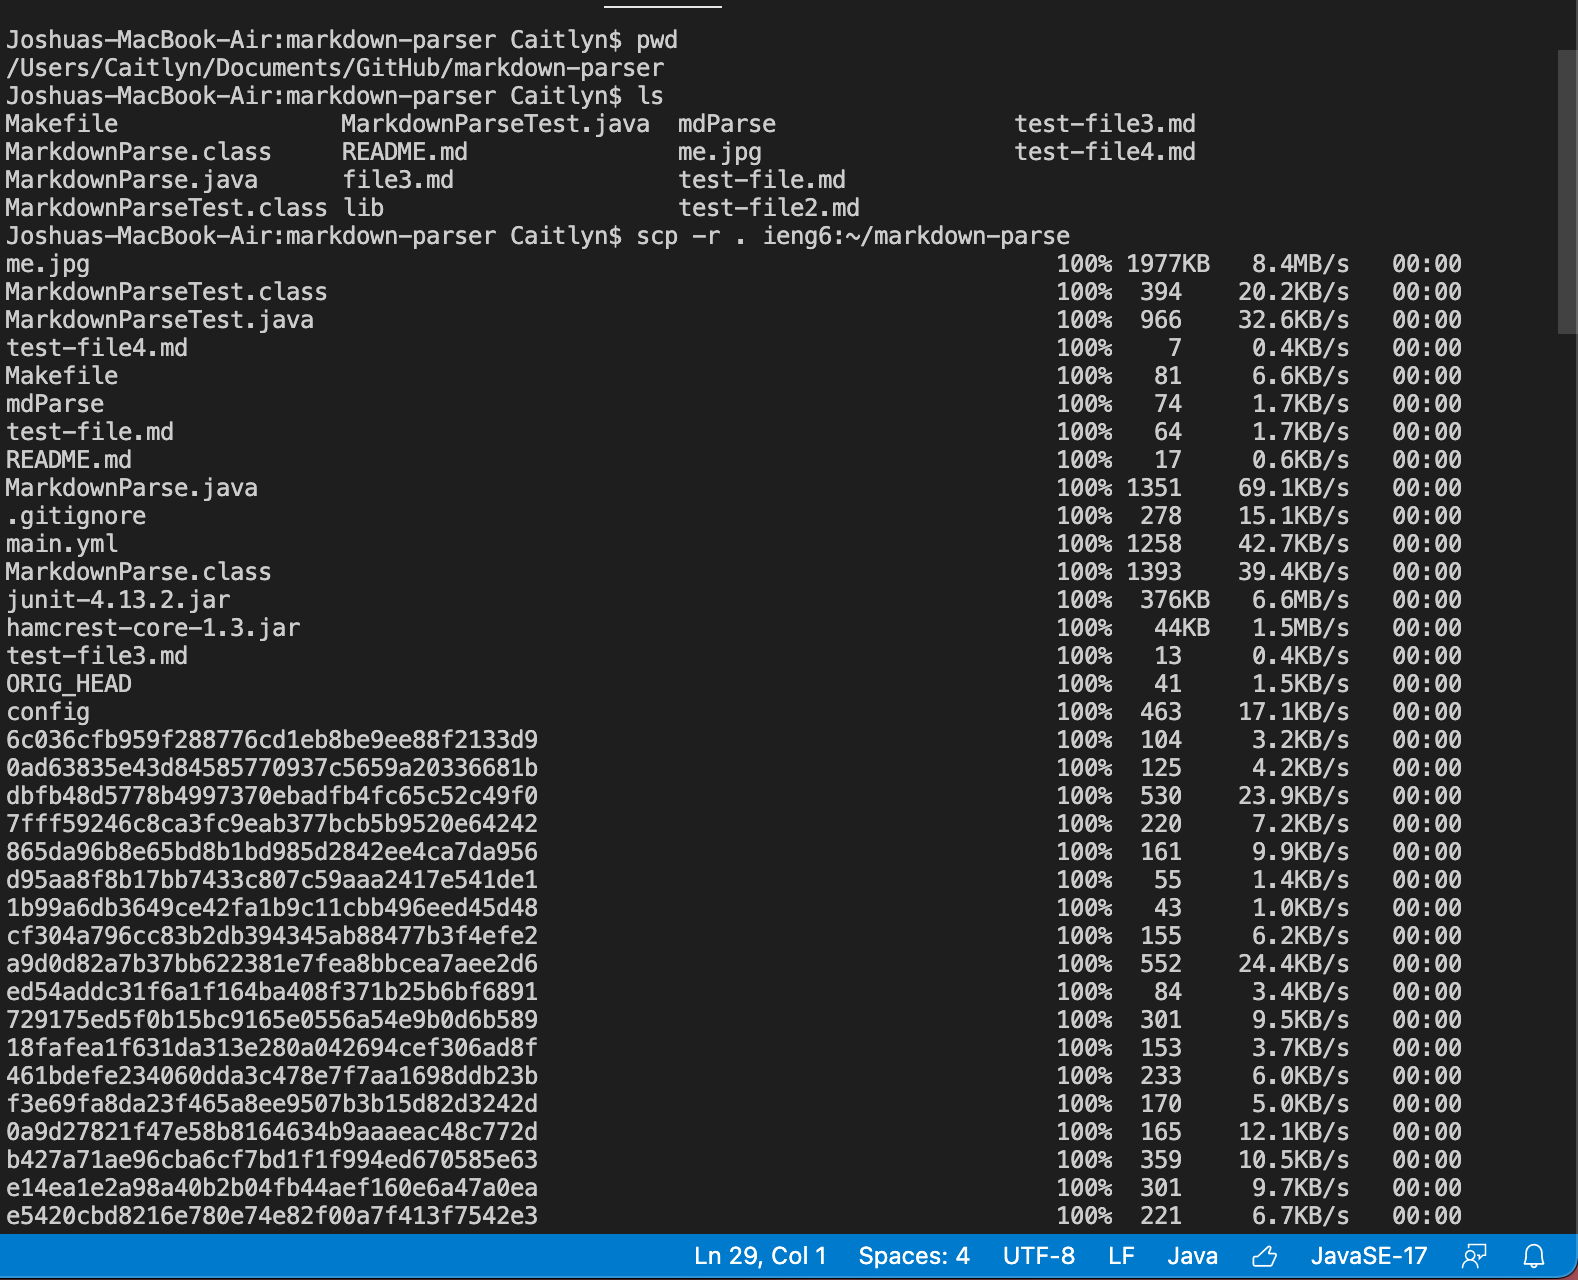 Joshuas-MacBook-Air:markdown-parser Caitlyn$ pwd
/Users/Caitlyn/Documents/GitHub/markdown-parser
Joshuas-MacBook-Air:markdown-parser Caitlyn$ ls
Makefile MarkdownParseTest.java mdParse test-file3.md
MarkdownParse.class README.md me.jpg test-file4.md
MarkdownParse.java file3.md test-file.md
MarkdownParseTest.class lib test-file2.md
Joshuas-MacBook-Air:markdown-parser Caitlyn$ scp -r . ieng6:~/markdown-parse
me.jpg 100% 1977KB 8.4MB/s 00:00
MarkdownParseTest.class 100% 394 20.2KB/s 00:00
MarkdownParseTest.java 100% 966 32.6KB/s 00:00
test-file4.md 100% 7 0.4KB/s 00:00
Makefile 100% 81 6.6KB/s 00:00
mdParse 100% 74 1.7KB/s 00:00
test-file.md 100% 64 1.7KB/s 00:00
README.md 100% 17 0.6KB/s 00:00
MarkdownParse.java 100% 1351 69.1KB/s 00:00
.gitignore 100% 278 15.1KB/s 00:00
main.yml 100% 1258 42.7KB/s 00:00
MarkdownParse.class 100% 1393 39.4KB/s 00:00
junit-4.13.2.jar 100% 376KB 6.6MB/s 00:00
hamcrest-core-1.3.jar 100% 44KB 1.5MB/s 00:00
test-file3.md 100% 13 0.4KB/s 00:00
ORIG_HEAD 100% 41 1.5KB/s 00:00
config 100% 463 17.1KB/s 00:00
6c036cfb959f288776cd1eb8be9ee88f2133d9 100% 104 3.2KB/s 00:00
0ad63835e43d84585770937c5659a20336681b 100% 125 4.2KB/s 00:00
dbfb48d5778b4997370ebadfb4fc65c52c49f0 100% 530 23.9KB/s 00:00
7fff59246c8ca3fc9eab377bcb5b9520e64242 100% 220 7.2KB/s 00:00
865da96b8e65bd8b1bd985d2842ee4ca7da956 100% 161 9.9KB/s 00:00
d95aa8f8b17bb7433c807c59aaa2417e541de1 100% 55 1.4KB/s 00:00
1b99a6db3649ce42fa1b9c11cbb496eed45d48 100% 43 1.0KB/s 00:00
cf304a796cc83b2db394345ab88477b3f4efe2 100% 155 6.2KB/s 00:00
a9d0d82a7b37bb622381e7fea8bbcea7aee2d6 100% 552 24.4KB/s 00:00
ed54addc31f6a1f164ba408f371b25b6bf6891 100% 84 3.4KB/s 00:00
729175ed5f0b15bc9165e0556a54e9b0d6b589 100% 301 9.5KB/s 00:00
18fafea1f631da313e280a042694cef306ad8f 100% 153 3.7KB/s 00:00
461bdefe234060dda3c478e7f7aa1698ddb23b 100% 233 6.0KB/s 00:00
f3e69fa8da23f465a8ee9507b3b15d82d3242d 100% 170 5.0KB/s 00:00
0a9d27821f47e58b8164634b9aaaeac48c772d 100% 165 12.1KB/s 00:00
b427a71ae96cba6cf7bd1f1f994ed670585e63 100% 359 10.5KB/s 00:00
e14ea1e2a98a40b2b04fb44aef160e6a47a0ea 100% 301 9.7KB/s 00:00
e5420cbd8216e780e74e82f00a7f413f7542e3 100% 221 6.7KB/s 00:00
Ln 29, Col 1 Spaces: 4 UTF-8 LF Java JavaSE-17